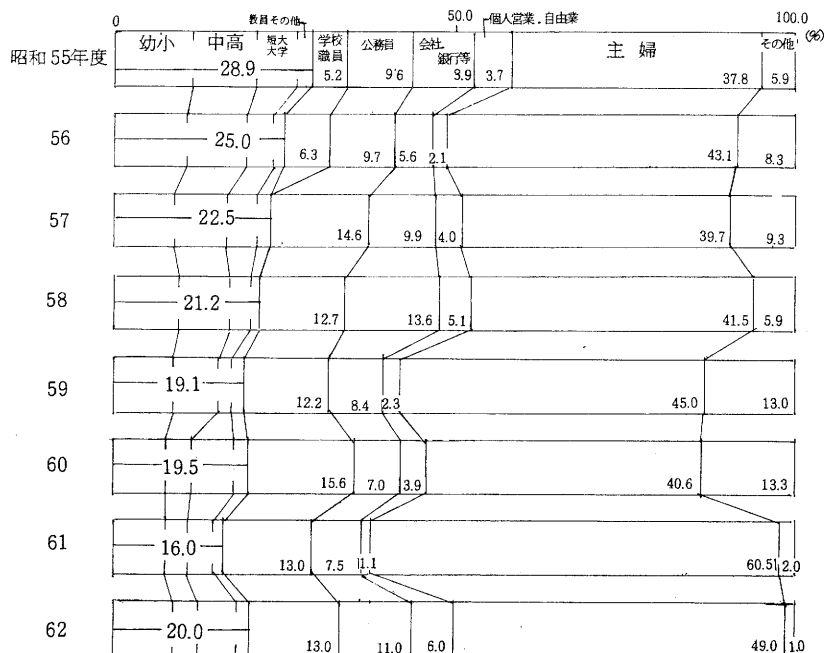 0 教員その他 50.0 個人営業.自由業 100.0
(%)
昭和55年度 幼小 中高 短大大学 学校職員 公務員 会社銀行等 主婦 その他
28.9 5.2 9.6 8.9 3.7 37.8 5.9
56 25.0 6.3 9.7 5.6 2.1 43.1 8.3
57 22.5 14.6 9.9 4.0 39.7 9.3
58 21.2 12.7 13.6 5.1 41.5 5.9
59 19.1 12.2 8.4 2.3 45.0 13.0
60 19.5 15.6 7.0 3.9 40.6 13.3
61 16.0 13.0 7.5 1.1 60.5 2.0
62 20.0 13.0 11.0 6.0 49.0 1.0